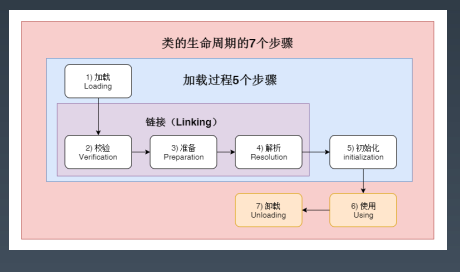 类的生命周期的7个步骤
加载过程5个步骤
1) 加载
Loading
链接（Linking）
2) 校验
Verification
3) 准备
Preparation
4) 解析
Resolution
5) 初始化
initialization
7) 卸载
Unloading
6) 使用
Using